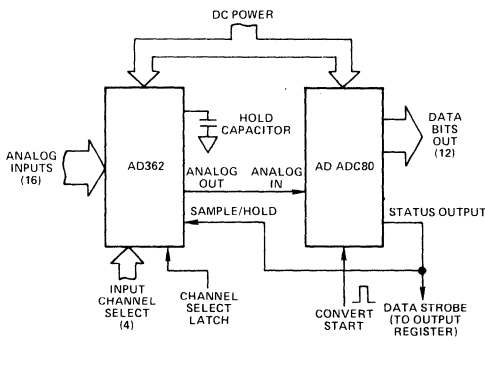 DC POWER
HOLD
CAPACITOR
DATA
BITS
OUT
(12)
ANALOG
INPUTS
(16)
AD362
AD ADC80
ANALOG
OUT
ANALOG
IN
SAMPLE/HOLD
STATUS OUTPUT
INPUT
CHANNEL
SELECT
(4)
CHANNEL
SELECT
LATCH
CONVERT
START
DATA STROBE
(TO OUTPUT
REGISTER)